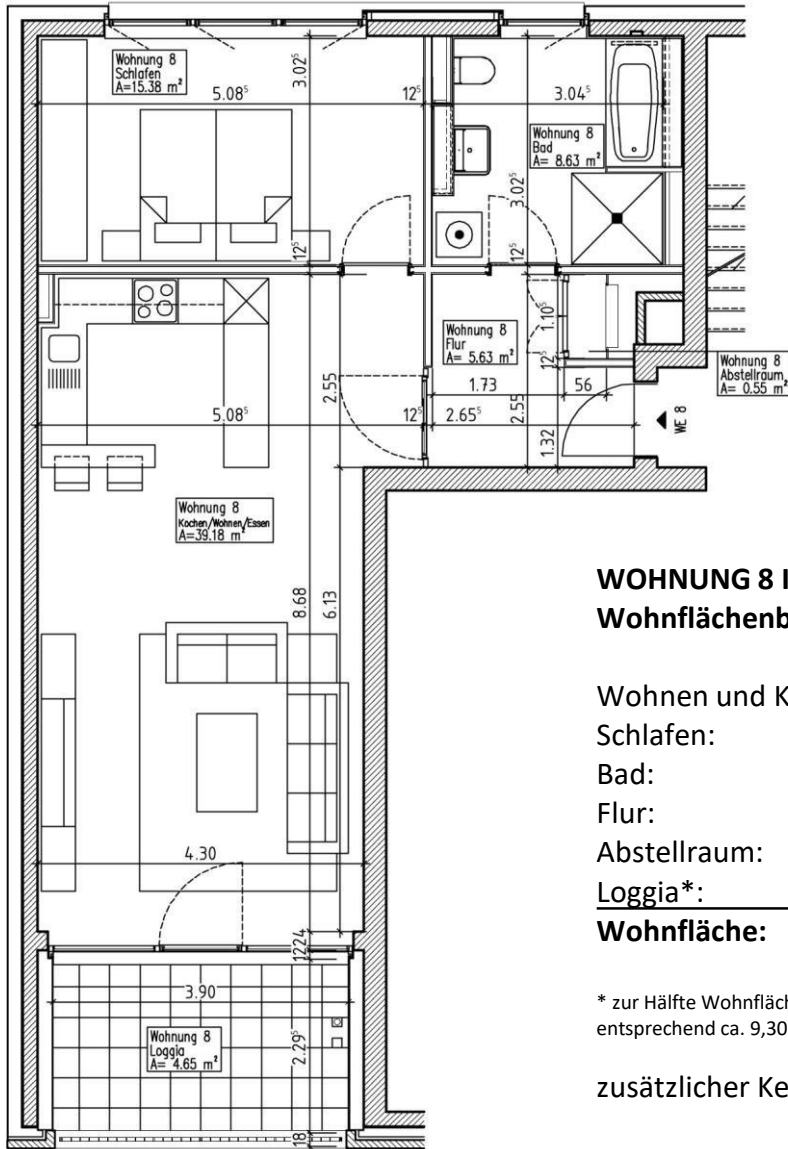 Wohnung 8
Schlafen
A=15.38 m²
5.08⁵
3.02⁵
12⁵
3.04⁵
Wohnung 8
Bad
A= 8.63 m²
3.02⁵
12⁵
12⁵
Wohnung 8
Flur
A= 5.63 m²
1.10⁵
12⁵
Wohnung 8
Abstellraum
A= 0.55 m²
1.73
56
2.55
5.08⁵
12⁵
2.65⁵
2.55
1.32
WE 8
Wohnung 8
Kochen/Wohnen/Essen
A=39.18 m²
8.68
6.13
4.30
WOHNUNG 8 I
Wohnflächenb
Wohnen und K
Schlafen:
Bad:
Flur:
Abstellraum:
Loggia*:
Wohnfläche:
* zur Hälfte Wohnfläch
entsprechend ca. 9,30
zusätzlicher Ke
1224
3.90
Wohnung 8
Loggia
A= 4.65 m²
2.29⁵
18